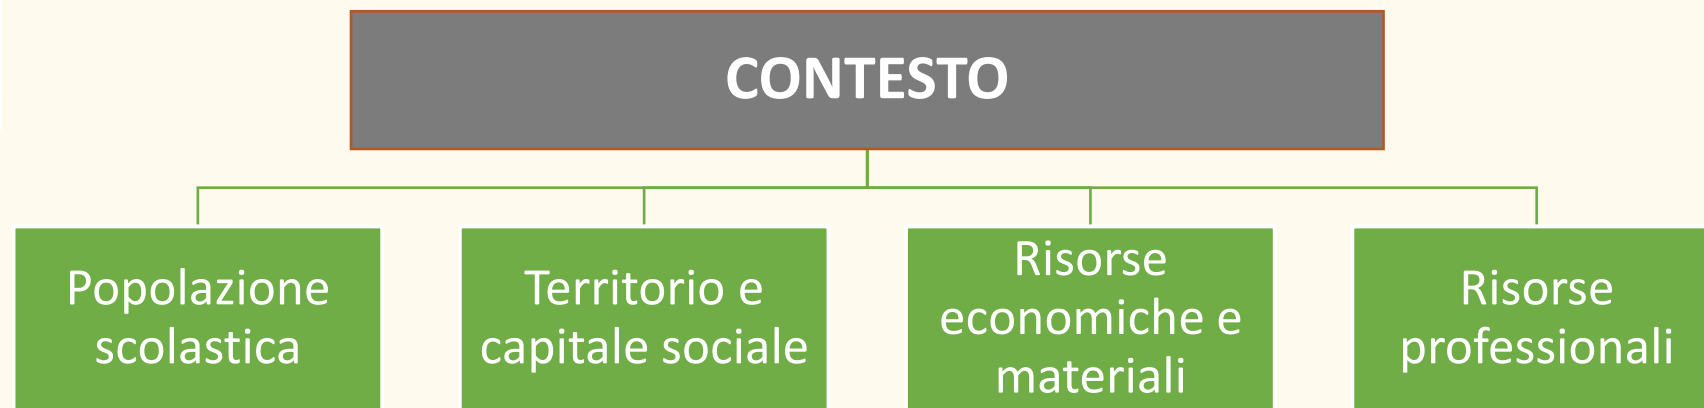 CONTESTO
Popolazione
scolastica
Territorio e
capitale sociale
Risorse
economiche e
materiali
Risorse
professionali